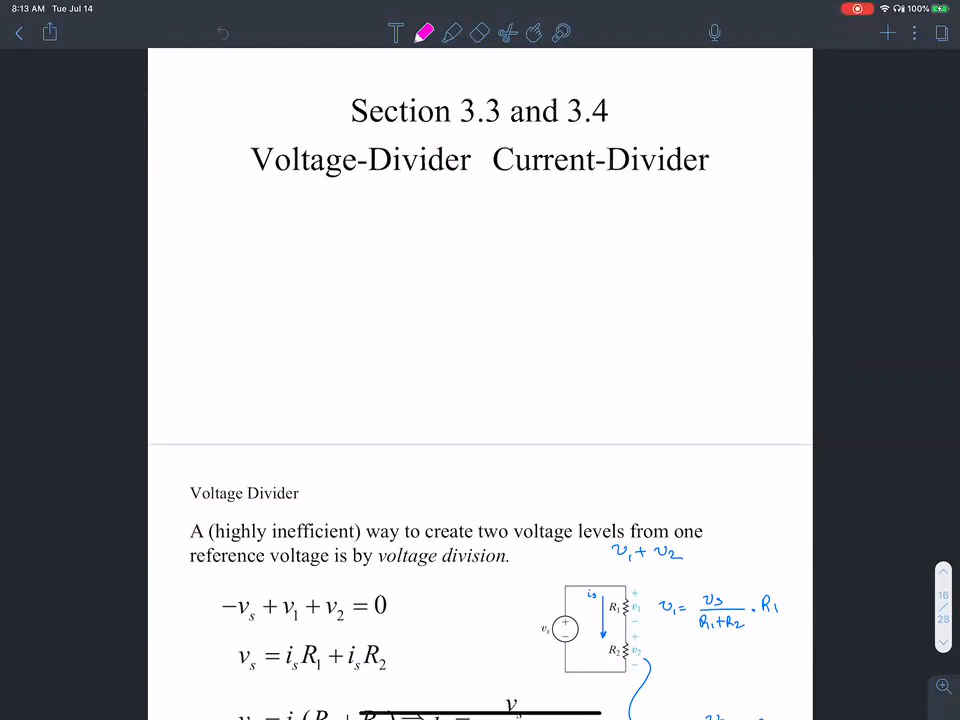 8:13 AM Tue Jul 14
100%
T
Section 3.3 and 3.4
Voltage-Divider Current-Divider
Voltage Divider
A (highly inefficient) way to create two voltage levels from one
reference voltage is by voltage division.
v₁ + v₂
−vₛ + v₁ + v₂ = 0
vₛ = iₛR₁ + iₛR₂
iₛ
R₁
+
v₁
−
vₛ
+
−
R₂
+
v₂
−
v₁ = vₛ / (R₁+R₂) · R₁
16
/
28
vₛ